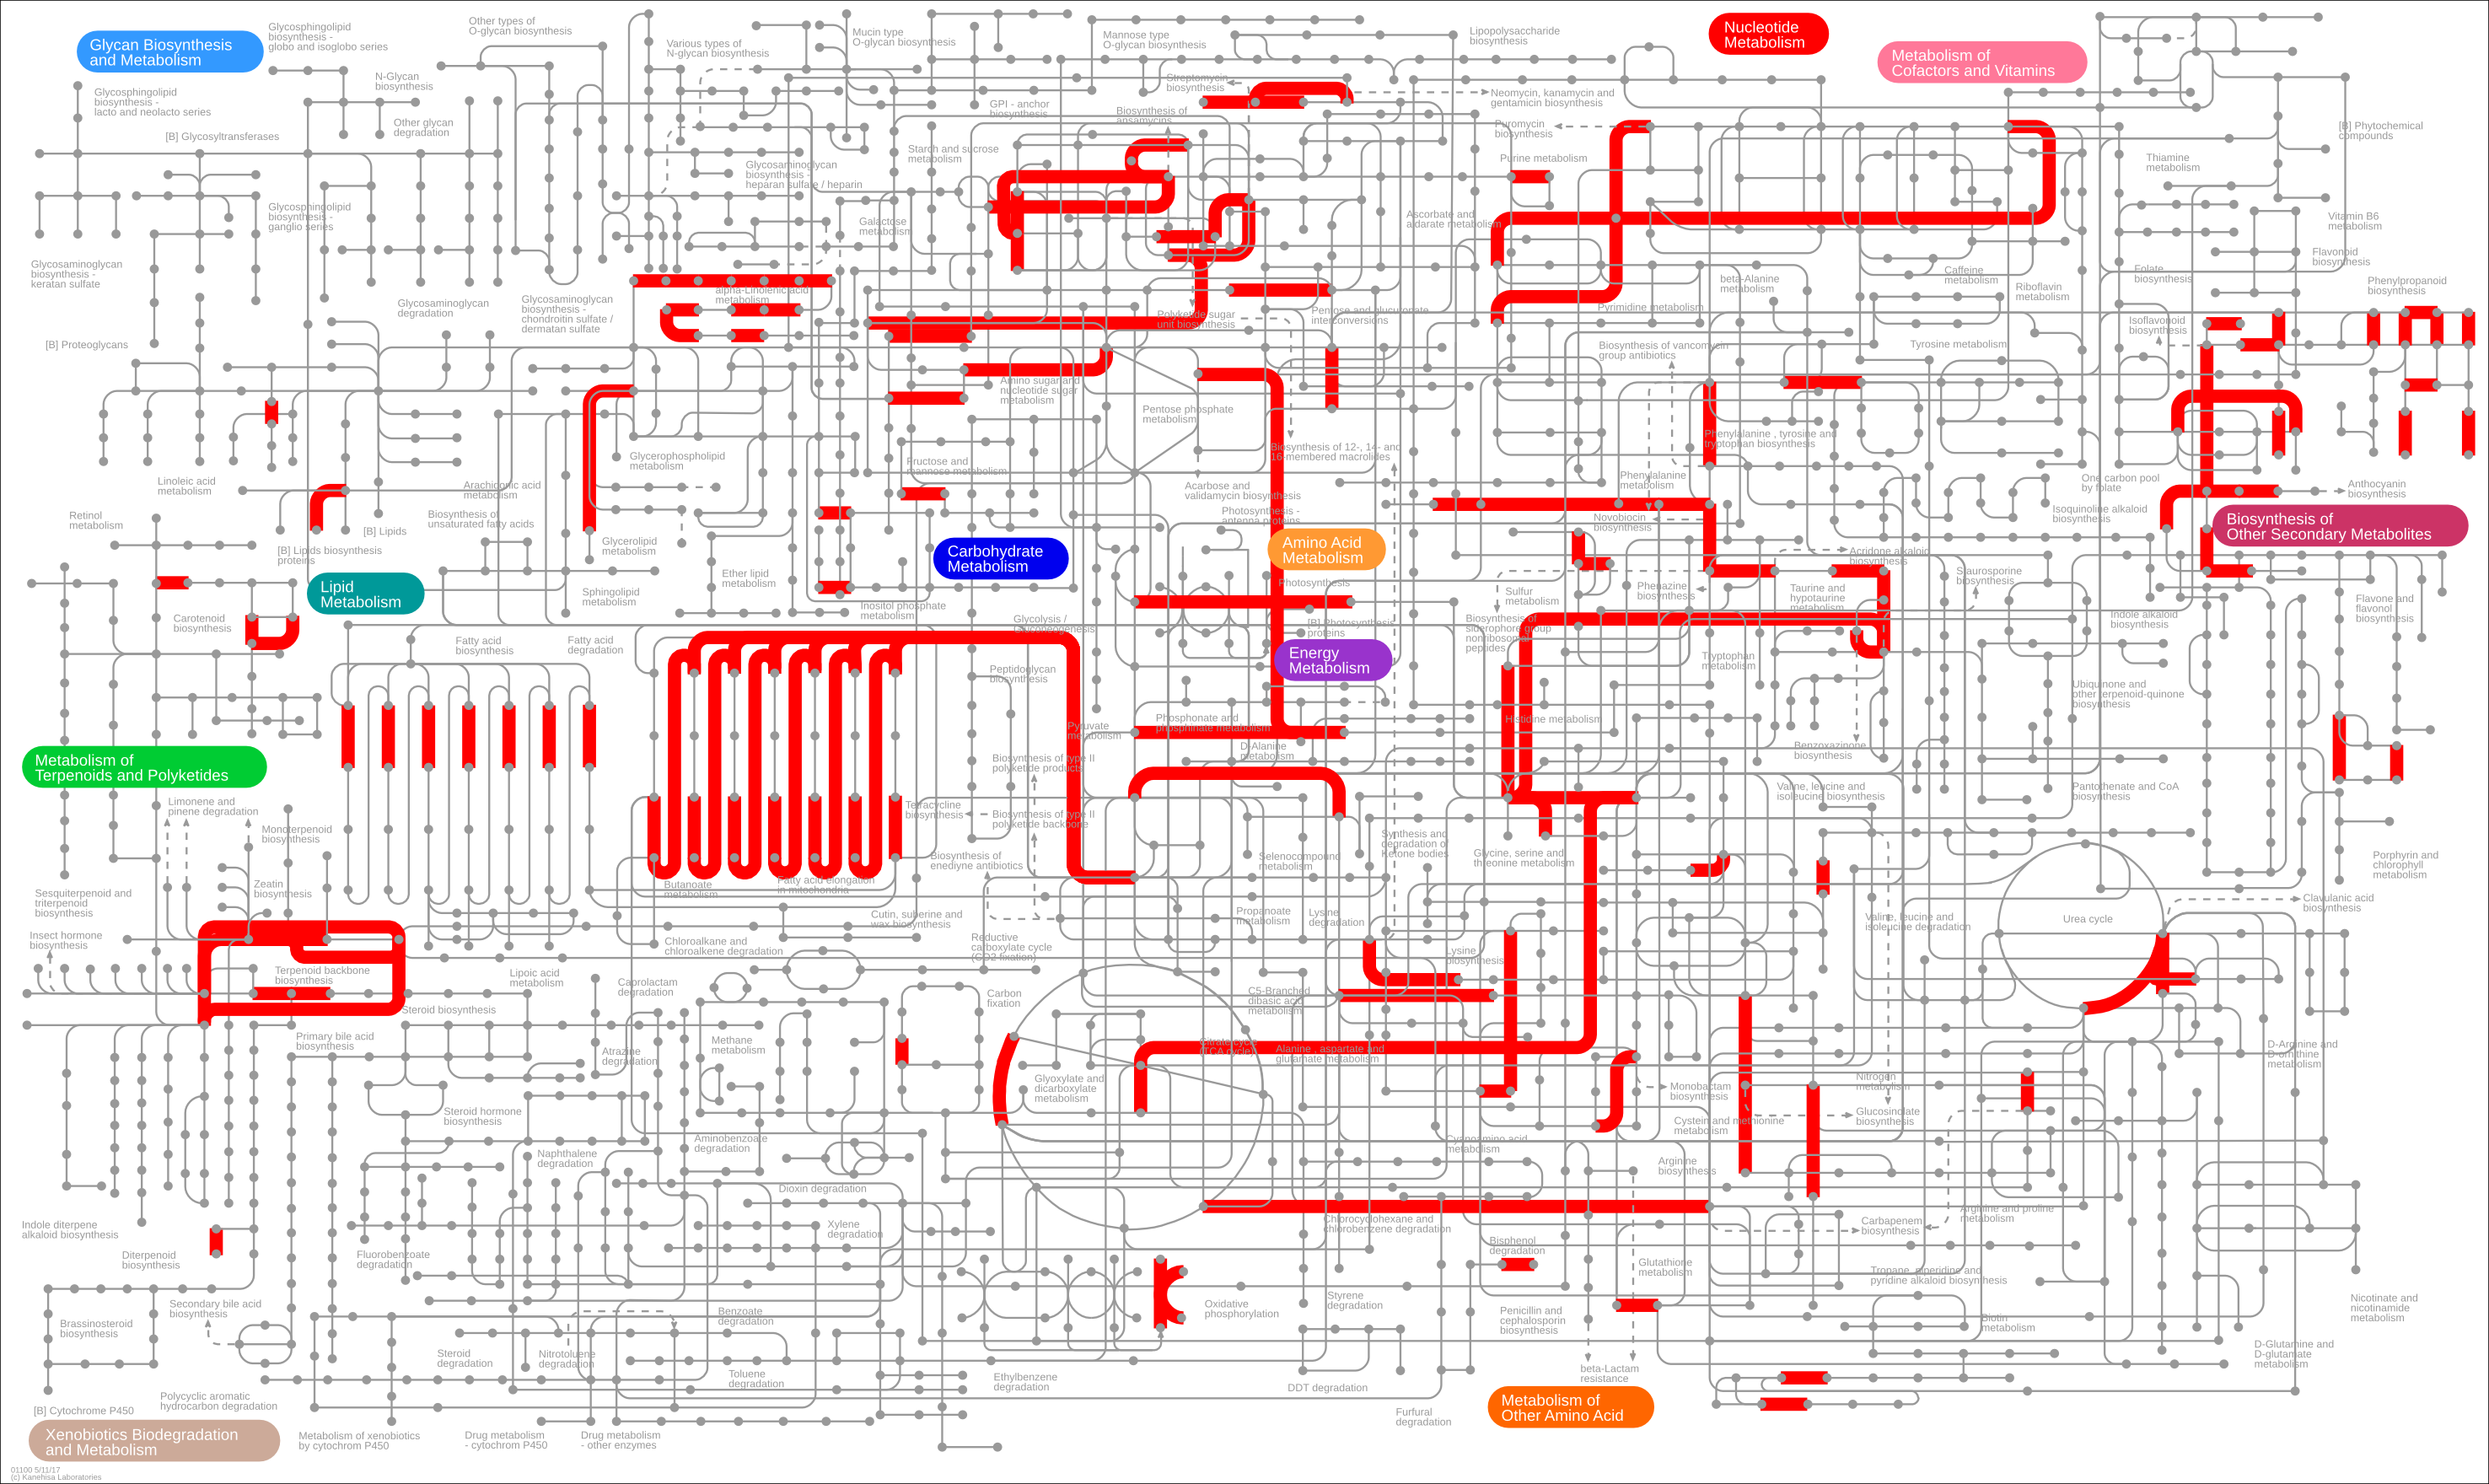 Glycan Biosynthesis
and Metabolism
Glycosphingolipid
biosynthesis -
globo and isoglobo series
Other types of
O-glycan biosynthesis
Various types of
N-glycan biosynthesis
Mucin type
O-glycan biosynthesis
Mannose type
O-glycan biosynthesis
Lipopolysaccharide
biosynthesis
Nucleotide
Metabolism
Metabolism of
Cofactors and Vitamins
N-Glycan
biosynthesis
Glycosphingolipid
biosynthesis -
lacto and neolacto series
Other glycan
degradation
[B] Glycosyltransferases
GPI - anchor
biosynthesis
Streptomycin
biosynthesis
Biosynthesis of
ansamycins
Neomycin, kanamycin and
gentamicin biosynthesis
Puromycin
biosynthesis
Purine metabolism
[B] Phytochemical
compounds
Thiamine
metabolism
Starch and sucrose
metabolism
Glycosaminoglycan
biosynthesis -
heparan sulfate / heparin
Glycosphingolipid
biosynthesis -
ganglio series
Galactose
metabolism
Ascorbate and
aldarate metabolism
Vitamin B6
metabolism
Flavonoid
biosynthesis
Glycosaminoglycan
biosynthesis -
keratan sulfate
Folate
biosynthesis
Caffeine
metabolism
Riboflavin
metabolism
beta-Alanine
metabolism
Phenylpropanoid
biosynthesis
alpha-Linolenic acid
metabolism
Glycosaminoglycan
degradation
Glycosaminoglycan
biosynthesis -
chondroitin sulfate /
dermatan sulfate
Polyketide sugar
unit biosynthesis
Pentose and glucuronate
interconversions
Pyrimidine metabolism
Isoflavonoid
biosynthesis
[B] Proteoglycans
Biosynthesis of vancomycin
group antibiotics
Tyrosine metabolism
Amino sugar and
nucleotide sugar
metabolism
Pentose phosphate
metabolism
Biosynthesis of 12-, 14- and
16-membered macrolides
Phenylalanine , tyrosine and
tryptophan biosynthesis
Glycerophospholipid
metabolism
Fructose and
mannose metabolism
Linoleic acid
metabolism
Arachidonic acid
metabolism
Acarbose and
validamycin biosynthesis
Phenylalanine
metabolism
One carbon pool
by folate
Anthocyanin
biosynthesis
Retinol
metabolism
Biosynthesis of
unsaturated fatty acids
[B] Lipids
Photosynthesis -
antenna proteins
Novobiocin
biosynthesis
Isoquinoline alkaloid
biosynthesis
Biosynthesis of
Other Secondary Metabolites
[B] Lipids biosynthesis
proteins
Glycerolipid
metabolism
Carbohydrate
Metabolism
Amino Acid
Metabolism
Acridone alkaloid
biosynthesis
Lipid
Metabolism
Ether lipid
metabolism
Sphingolipid
metabolism
Inositol phosphate
metabolism
Photosynthesis
Sulfur
metabolism
Phenazine
biosynthesis
Taurine and
hypotaurine
metabolism
Staurosporine
biosynthesis
Flavone and
flavonol
biosynthesis
Carotenoid
biosynthesis
Glycolysis /
Gluconeogenesis
[B] Photosynthesis
proteins
Biosynthesis of
siderophore group
nonribosomal
peptides
Indole alkaloid
biosynthesis
Fatty acid
biosynthesis
Fatty acid
degradation
Energy
Metabolism
Tryptophan
metabolism
Peptidoglycan
biosynthesis
Ubiquinone and
other terpenoid-quinone
biosynthesis
Pyruvate
metabolism
Phosphonate and
phosphinate metabolism
Histidine metabolism
D-Alanine
metabolism
Benzoxazinone
biosynthesis
Metabolism of
Terpenoids and Polyketides
Biosynthesis of type II
polyketide products
Valine, leucine and
isoleucine biosynthesis
Pantothenate and CoA
biosynthesis
Limonene and
pinene degradation
Tetracycline
biosynthesis
Biosynthesis of type II
polyketide backbone
Monoterpenoid
biosynthesis
Synthesis and
degradation of
Ketone bodies
Biosynthesis of
enediyne antibiotics
Selenocompound
metabolism
Glycine, serine and
threonine metabolism
Porphyrin and
chlorophyll
metabolism
Butanoate
metabolism
Fatty acid elongation
in mitochondria
Zeatin
biosynthesis
Sesquiterpenoid and
triterpenoid
biosynthesis
Clavulanic acid
biosynthesis
Cutin, suberine and
wax biosynthesis
Propanoate
metabolism
Lysine
degradation
Valine, leucine and
isoleucine degradation
Urea cycle
Insect hormone
biosynthesis
Chloroalkane and
chloroalkene degradation
Reductive
carboxylate cycle
(CO2 fixation)
Lysine
biosynthesis
Terpenoid backbone
biosynthesis
Lipoic acid
metabolism
Caprolactam
degradation
Carbon
fixation
C5-Branched
dibasic acid
metabolism
Steroid biosynthesis
Primary bile acid
biosynthesis
Atrazine
degradation
Methane
metabolism
Citrate cycle
(TCA cycle)
Alanine , aspartate and
glutamate metabolism
D-Arginine and
D-ornithine
metabolism
Glyoxylate and
dicarboxylate
metabolism
Monobactam
biosynthesis
Nitrogen
metabolism
Steroid hormone
biosynthesis
Glucosinolate
biosynthesis
Cystein and methionine
metabolism
Aminobenzoate
degradation
Cyanoamino acid
metabolism
Naphthalene
degradation
Arginine
biosynthesis
Dioxin degradation
Indole diterpene
alkaloid biosynthesis
Xylene
degradation
Chlorocyclohexane and
chlorobenzene degradation
Arginine and proline
metabolism
Carbapenem
biosynthesis
Diterpenoid
biosynthesis
Fluorobenzoate
degradation
Bisphenol
degradation
Glutathione
metabolism
Tropane, piperidine and
pyridine alkaloid biosynthesis
Secondary bile acid
biosynthesis
Brassinosteroid
biosynthesis
Benzoate
degradation
Oxidative
phosphorylation
Styrene
degradation
Penicillin and
cephalosporin
biosynthesis
Nicotinate and
nicotinamide
metabolism
Biotin
metabolism
Steroid
degradation
Nitrotoluene
degradation
D-Glutamine and
D-glutamate
metabolism
Toluene
degradation
Ethylbenzene
degradation
DDT degradation
beta-Lactam
resistance
Polycyclic aromatic
hydrocarbon degradation
[B] Cytochrome P450
Metabolism of
Other Amino Acid
Furfural
degradation
Xenobiotics Biodegradation
and Metabolism
Metabolism of xenobiotics
by cytochrom P450
Drug metabolism
- cytochrom P450
Drug metabolism
- other enzymes
01100 5/11/17
(c) Kanehisa Laboratories